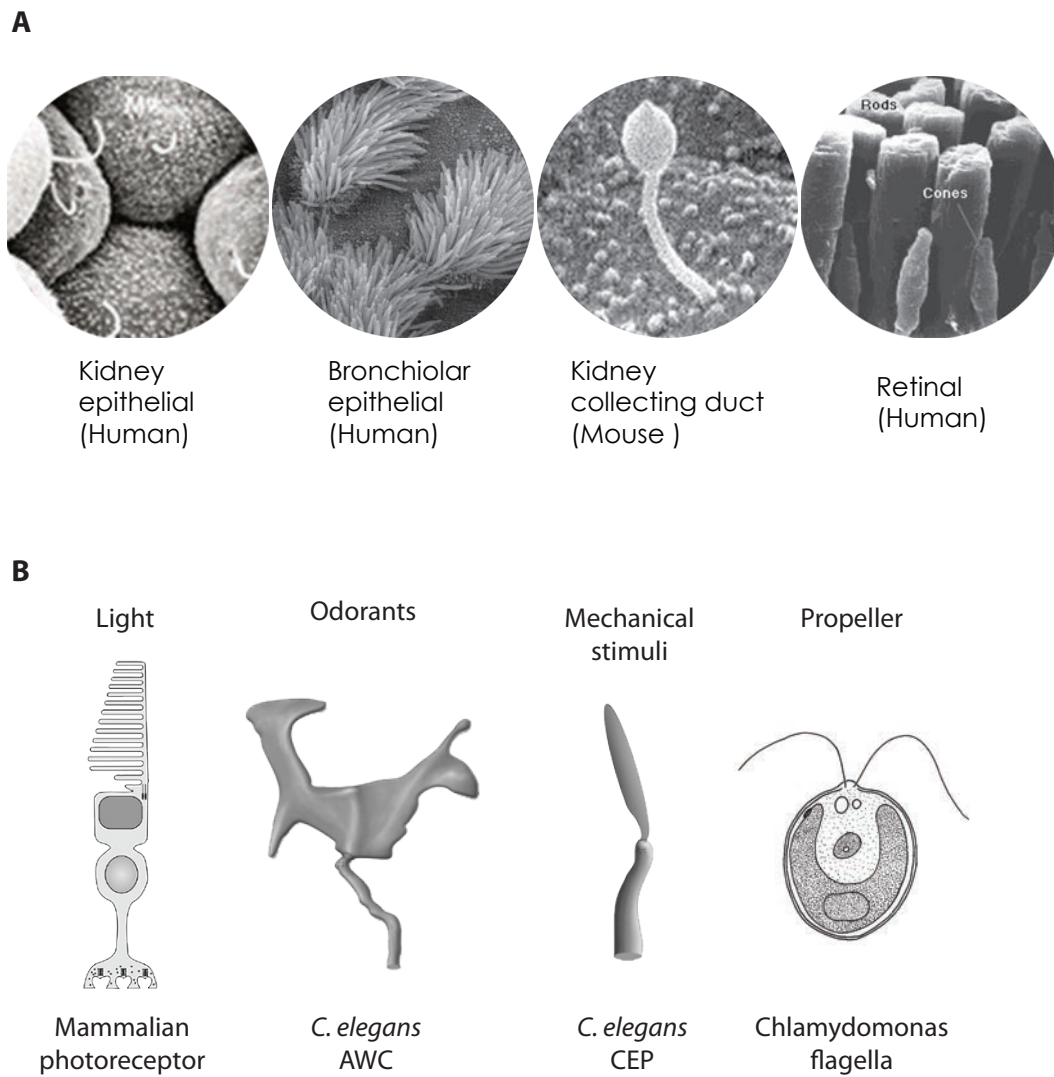 A
Rods
Cones
Kidney
epithelial
(Human)
Bronchiolar
epithelial
(Human)
Kidney
collecting duct
(Mouse )
Retinal
(Human)
B
Light
Odorants
Mechanical
stimuli
Propeller
Mammalian
photoreceptor
C. elegans
AWC
C. elegans
CEP
Chlamydomonas
flagella